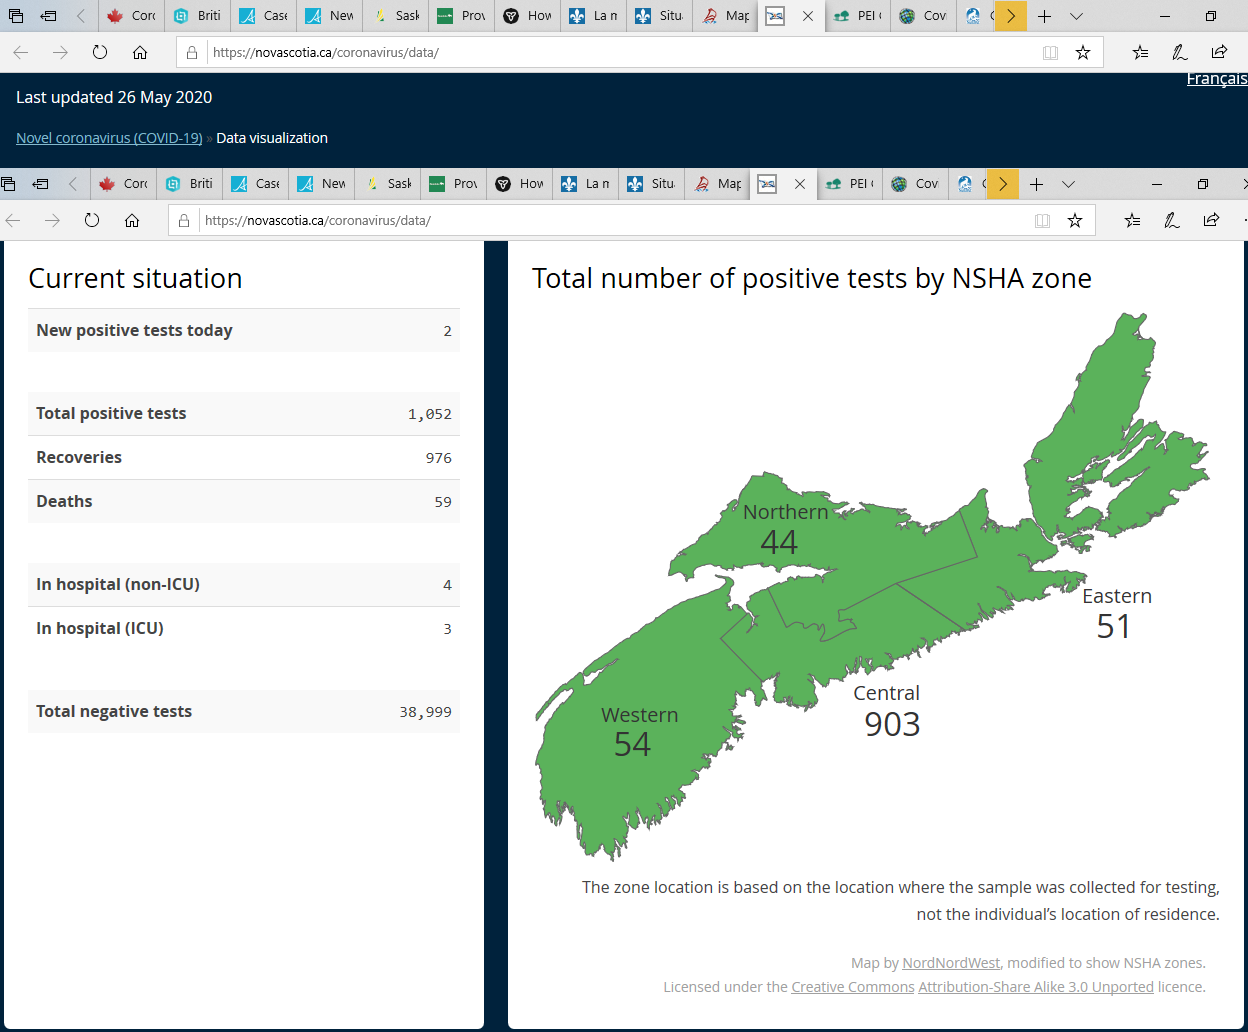 Corc
Briti
Case
New
Sask
Prov
How
La n
Situ
Map
PEI
Cov
https://novascotia.ca/coronavirus/data/
Français
Last updated 26 May 2020
Novel coronavirus (COVID-19) » Data visualization
Corc
Briti
Case
New
Sask
Prov
How
La n
Situ
Map
PEI
Cov
https://novascotia.ca/coronavirus/data/
Current situation
New positive tests today 2
Total positive tests 1,052
Recoveries 976
Deaths 59
In hospital (non-ICU) 4
In hospital (ICU) 3
Total negative tests 38,999
Total number of positive tests by NSHA zone
Northern
44
Eastern
51
Central
903
Western
54
The zone location is based on the location where the sample was collected for testing,
not the individual’s location of residence.
Map by NordNordWest, modified to show NSHA zones.
Licensed under the Creative Commons Attribution-Share Alike 3.0 Unported licence.